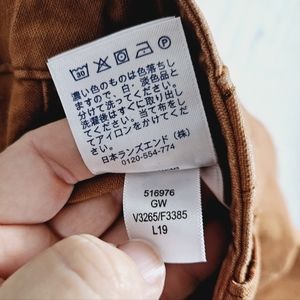 30
P
濃い色のものは色落ちし
ますので、白・淡色品と
分けて洗ってください。
洗濯後はすぐに取り出し
てください。当て布をし
てアイロンをかけてくだ
さい。
日本ランズエンド(株)
0120-554-774
516976
GW
V3265/F3385
L19